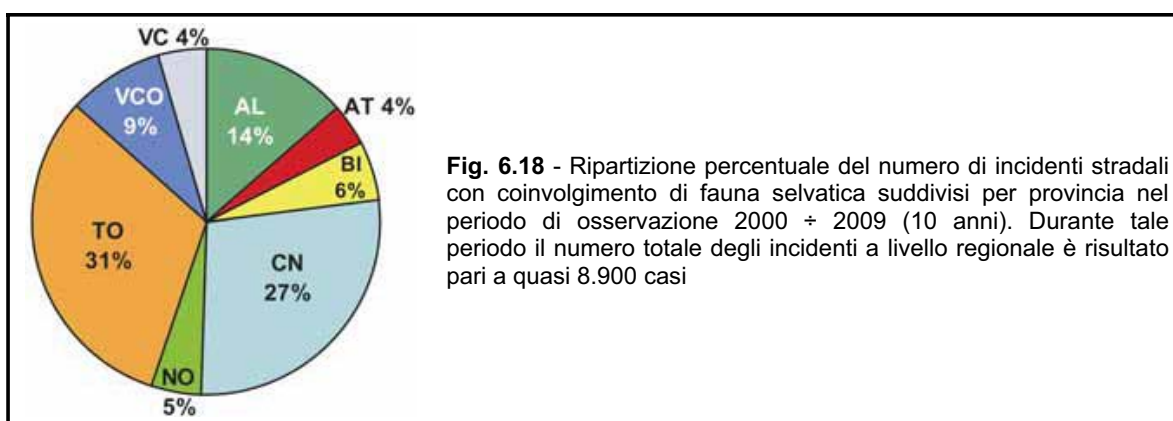 VC 4%
VCO
9%
AL
14%
AT 4%
BI
6%
TO
31%
CN
27%
NO
5%
Fig. 6.18 - Ripartizione percentuale del numero di incidenti stradali
con coinvolgimento di fauna selvatica suddivisi per provincia nel
periodo di osservazione 2000 ÷ 2009 (10 anni). Durante tale
periodo il numero totale degli incidenti a livello regionale è risultato
pari a quasi 8.900 casi